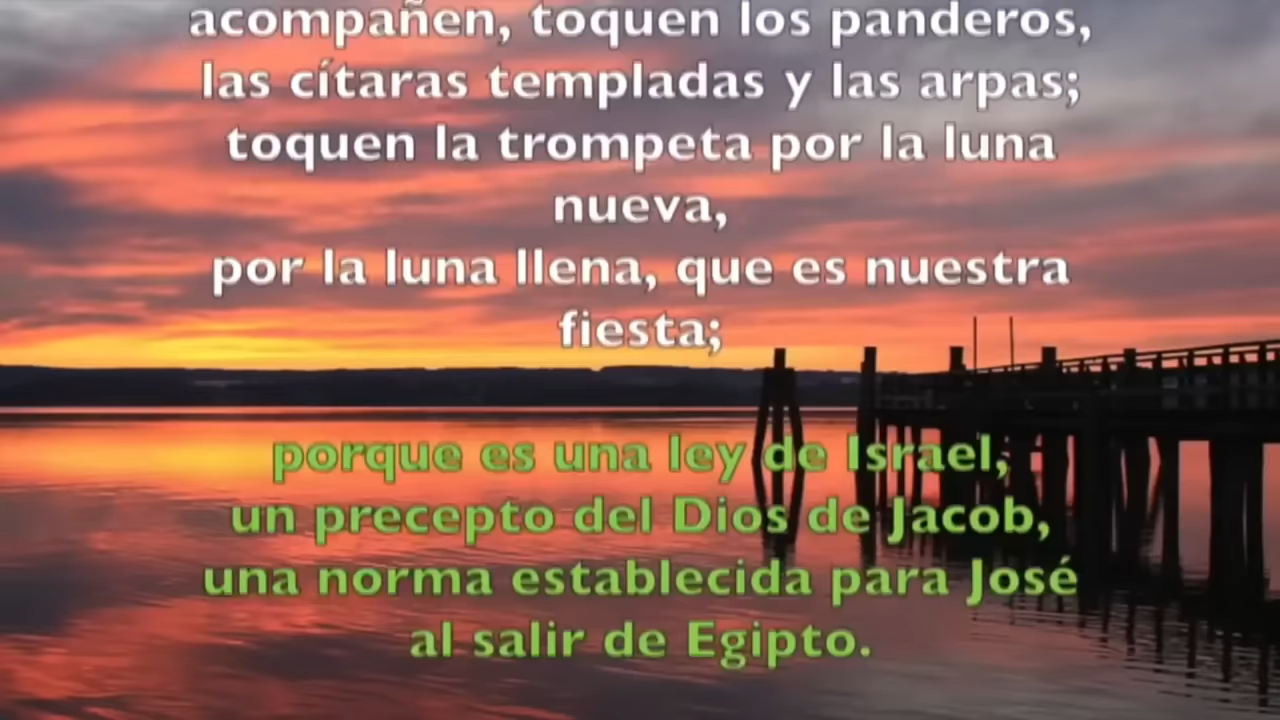 acompañen, toquen los panderos,
las cítaras templadas y las arpas;
toquen la trompeta por la luna
nueva,
por la luna llena, que es nuestra
fiesta;
porque es una ley de Israel,
un precepto del Dios de Jacob,
una norma establecida para José
al salir de Egipto.